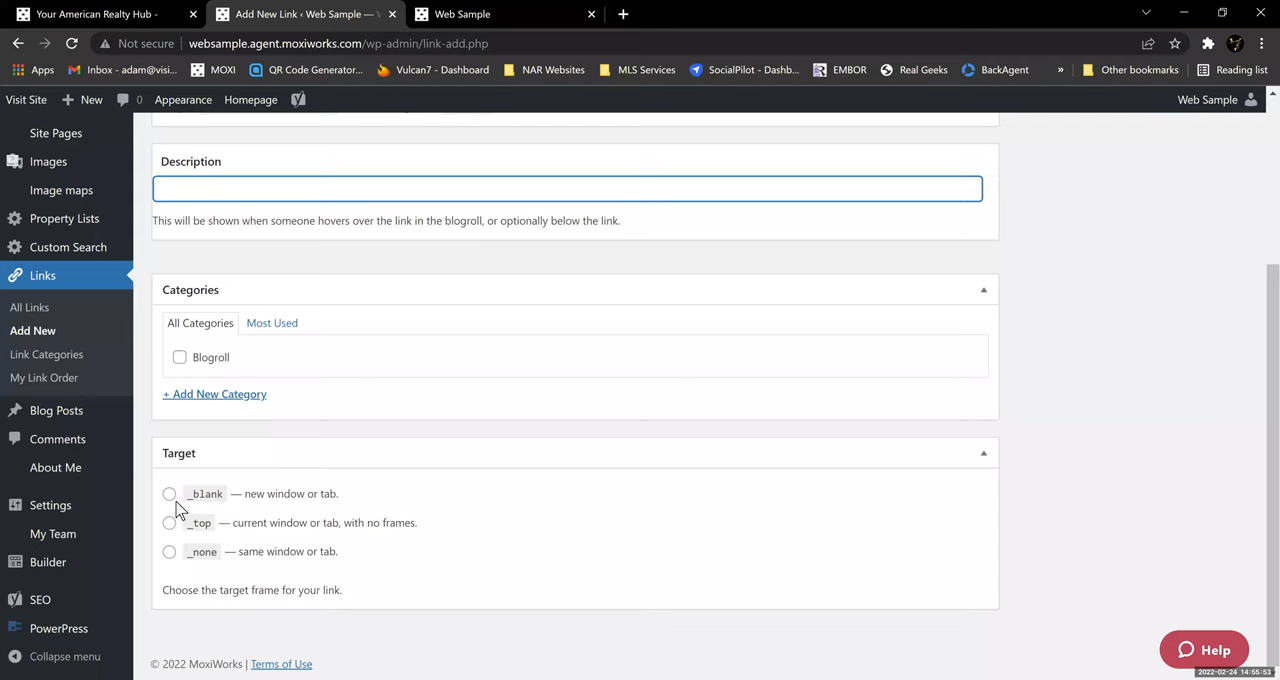 Your American Realty Hub -
Add New Link ‹ Web Sample —
Web Sample
Not secure
websample.agent.moxiworks.com/wp-admin/link-add.php
Apps
Inbox - adam@visi...
MOXI
QR Code Generator...
Vulcan7 - Dashboard
NAR Websites
MLS Services
SocialPilot - Dashb...
EMBOR
Real Geeks
BackAgent
»
Other bookmarks
Reading list
Visit Site
+ New
0
Appearance
Homepage
Web Sample
Site Pages
Images
Image maps
Property Lists
Custom Search
Links
All Links
Add New
Link Categories
My Link Order
Blog Posts
Comments
About Me
Settings
My Team
Builder
SEO
PowerPress
Collapse menu
Description
This will be shown when someone hovers over the link in the blogroll, or optionally below the link.
Categories
All Categories
Most Used
Blogroll
+ Add New Category
Target
_blank — new window or tab.
_top — current window or tab, with no frames.
_none — same window or tab.
Choose the target frame for your link.
© 2022 MoxiWorks | Terms of Use
Help
2022-02-24 14:55:53